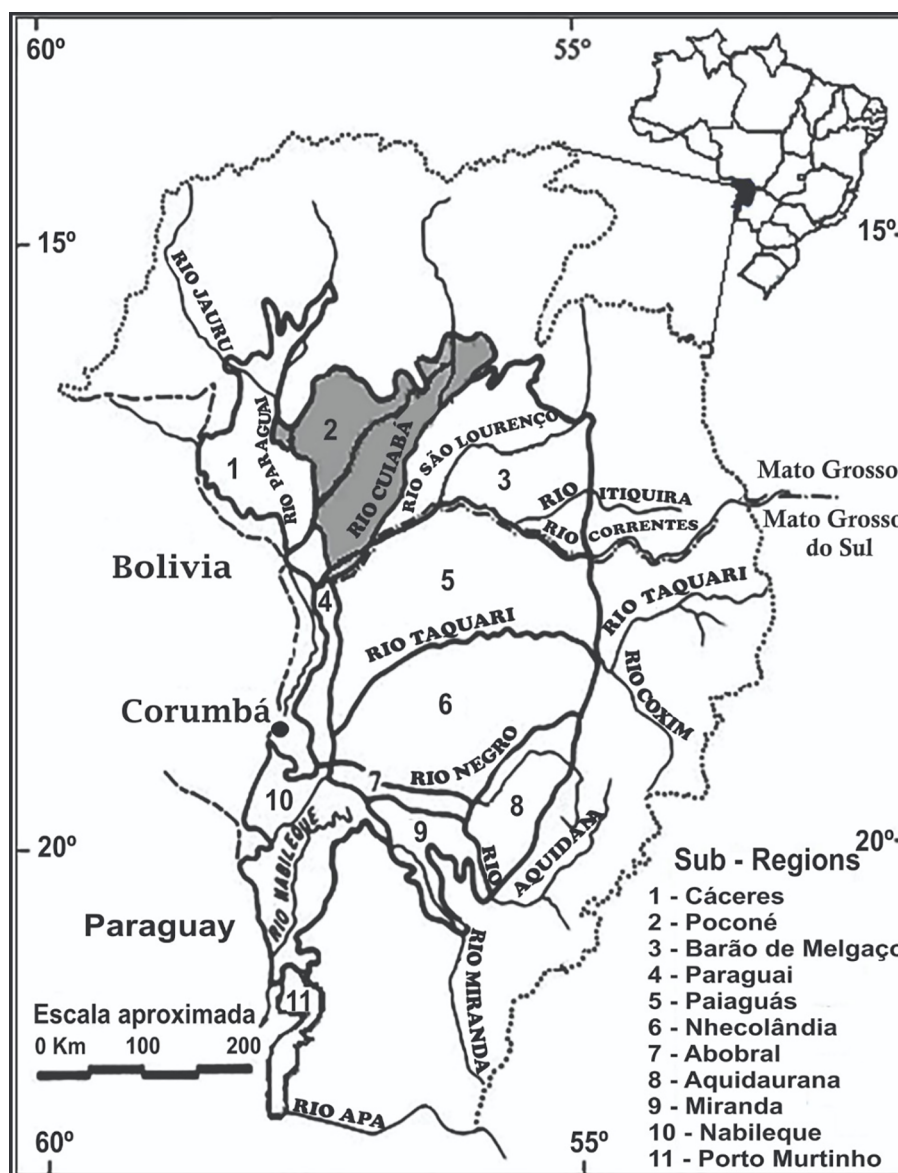 60º
55º
15º
15º
RIO JAURU
RIO PARAGUAI
2
1
RIO CUIABÁ
RIO SÃO LOURENÇO
3
RIO ITIQUIRA
RIO CORRENTES
Mato Grosso
Mato Grosso
do Sul
Bolivia
4
5
RIO TAQUARI
RIO TAQUARI
RIO COXIM
Corumbá
6
RIO NEGRO
7
8
10
9
RIO NABILEQUE
RIO AQUIDANA
20º
20º
Paraguay
RIO MIRANDA
11
Escala aproximada
0 Km 100 200
RIO APA
Sub - Regions
1 - Cáceres
2 - Poconé
3 - Barão de Melgaço
4 - Paraguai
5 - Paiaguás
6 - Nhecolândia
7 - Abobral
8 - Aquidaurana
9 - Miranda
10 - Nabileque
11 - Porto Murtinho
60º
55º